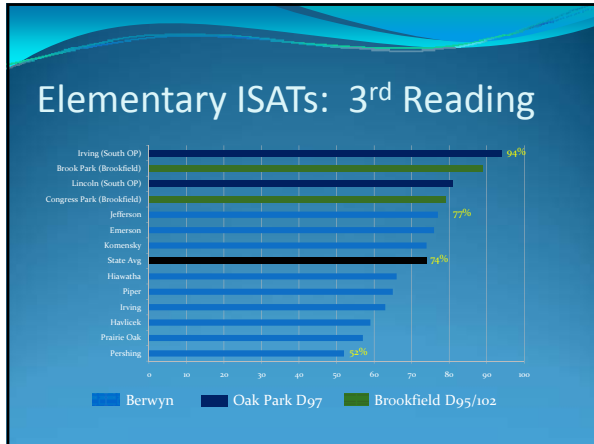 Elementary ISATs: 3rd Reading
Irving (South OP) 94%
Brook Park (Brookfield)
Lincoln (South OP)
Congress Park (Brookfield)
Jefferson 77%
Emerson
Komensky
State Avg 74%
Hiawatha
Piper
Irving
Havlicek
Prairie Oak
Pershing 52%
0 10 20 30 40 50 60 70 80 90 100
Berwyn Oak Park D97 Brookfield D95/102